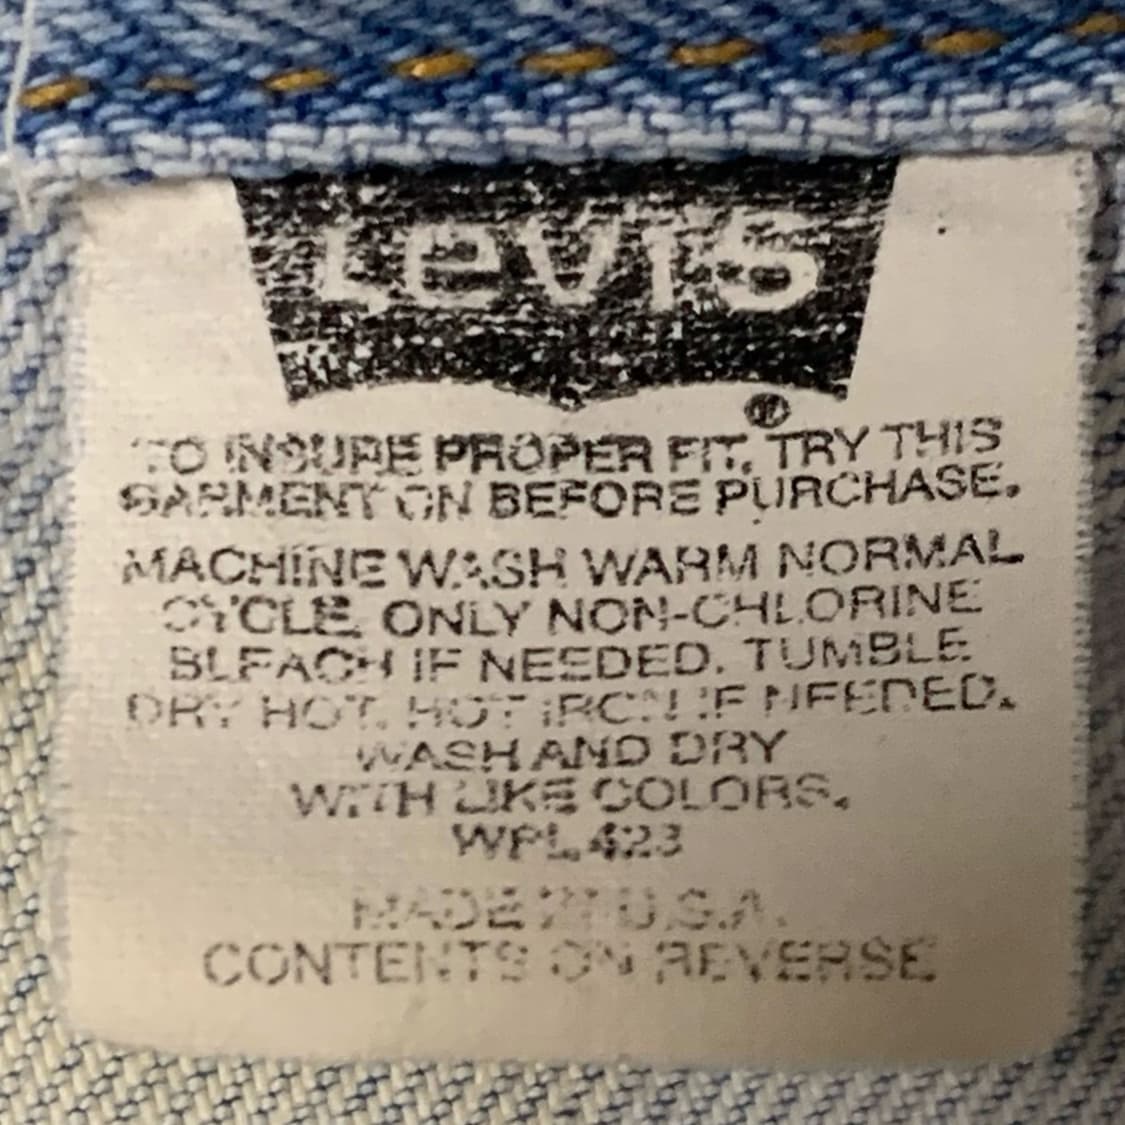 Levi's
®
TO INSURE PROPER FIT, TRY THIS
GARMENT ON BEFORE PURCHASE.
MACHINE WASH WARM NORMAL
CYCLE. ONLY NON-CHLORINE
BLEACH IF NEEDED. TUMBLE
DRY HOT. HOT IRON IF NEEDED.
WASH AND DRY
WITH LIKE COLORS.
WPL 423
MADE IN U.S.A.
CONTENTS ON REVERSE